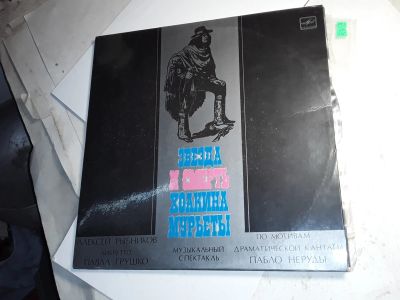 ЗВЕЗДА
И СМЕРТЬ
ХОАКИНА
МУРЬЕТЫ
АЛЕКСЕЙ РЫБНИКОВ
ЛИБРЕТТО
ПАВЛА ГРУШКО
МУЗЫКАЛЬНЫЙ
СПЕКТАКЛЬ
ПО МОТИВАМ
ДРАМАТИЧЕСКОЙ КАНТАТЫ
ПАБЛО НЕРУДЫ